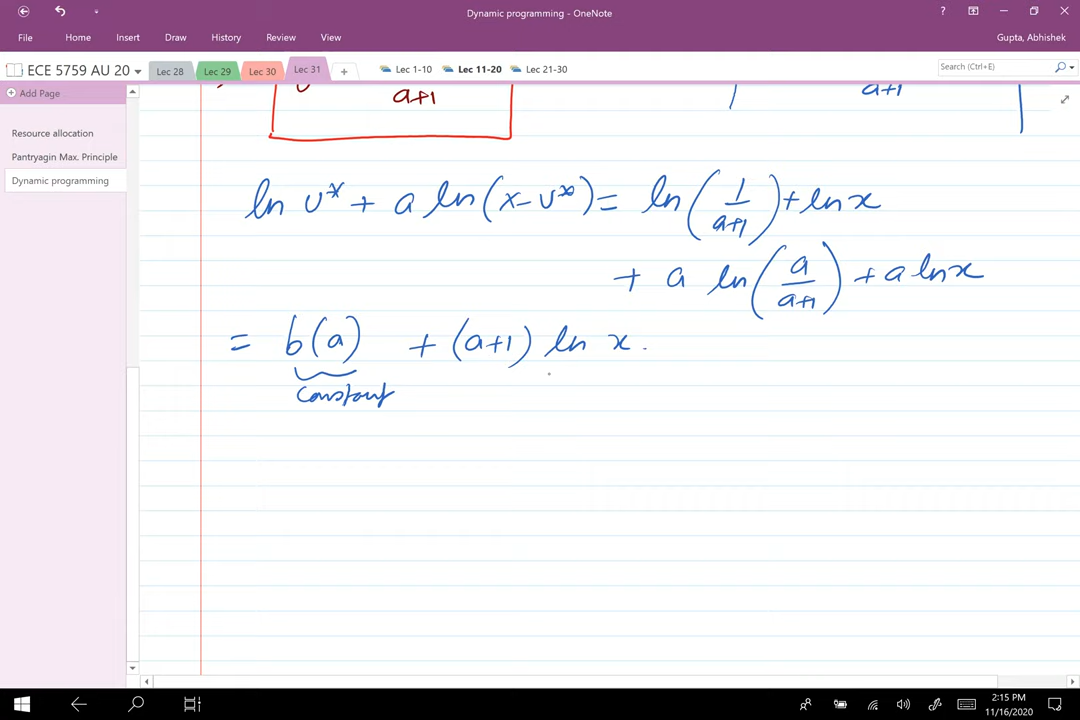 Dynamic programming - OneNote
File Home Insert Draw History Review View
Gupta, Abhishek
ECE 5759 AU 20
Lec 28 Lec 29 Lec 30 Lec 31 Lec 1-10 Lec 11-20 Lec 21-30
Search (Ctrl+E)
Add Page
Resource allocation
Pantryagin Max. Principle
Dynamic programming
a+1
a+1
ln v* + a ln(x-v*) = ln(1/(a+1)) + ln x
+ a ln(a/(a+1)) + a ln x
= b(a) + (a+1) ln x.
constant
2:15 PM
11/16/2020